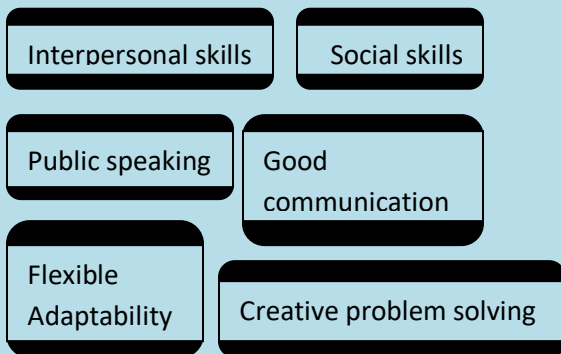 Interpersonal skills
Social skills
Public speaking
Good
communication
Flexible
Adaptability
Creative problem solving